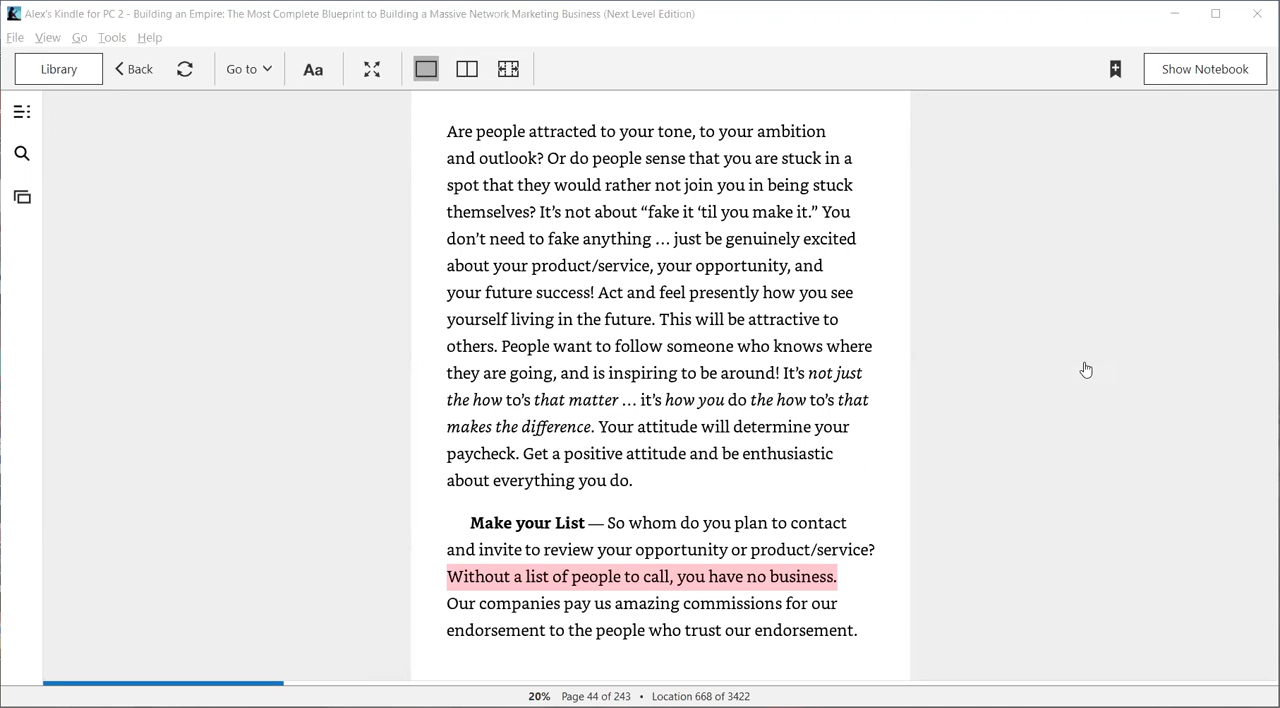 Alex's Kindle for PC 2 - Building an Empire: The Most Complete Blueprint to Building a Massive Network Marketing Business (Next Level Edition)
File View Go Tools Help
Library Back Go to Aa Show Notebook
Are people attracted to your tone, to your ambition
and outlook? Or do people sense that you are stuck in a
spot that they would rather not join you in being stuck
themselves? It’s not about “fake it ‘til you make it.” You
don’t need to fake anything … just be genuinely excited
about your product/service, your opportunity, and
your future success! Act and feel presently how you see
yourself living in the future. This will be attractive to
others. People want to follow someone who knows where
they are going, and is inspiring to be around! It’s not just
the how to’s that matter … it’s how you do the how to’s that
makes the difference. Your attitude will determine your
paycheck. Get a positive attitude and be enthusiastic
about everything you do.
Make your List — So whom do you plan to contact
and invite to review your opportunity or product/service?
Without a list of people to call, you have no business.
Our companies pay us amazing commissions for our
endorsement to the people who trust our endorsement.
20% Page 44 of 243 • Location 668 of 3422